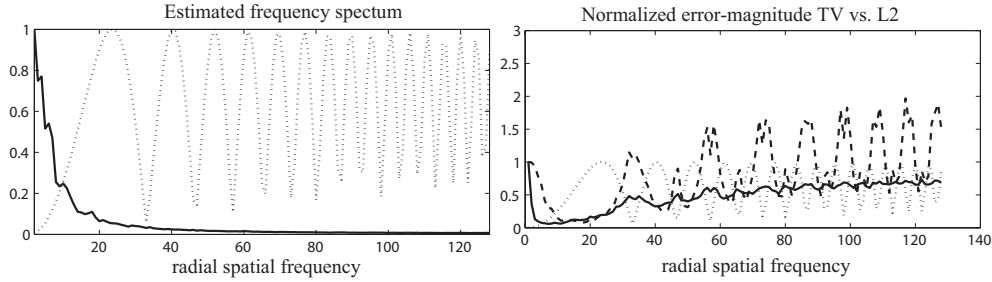 Estimated frequency spectum
1
0.8
0.6
0.4
0.2
0
20 40 60 80 100 120
radial spatial frequency
Normalized error-magnitude TV vs. L2
3
2.5
2
1.5
1
0.5
0
0 20 40 60 80 100 120 140
radial spatial frequency